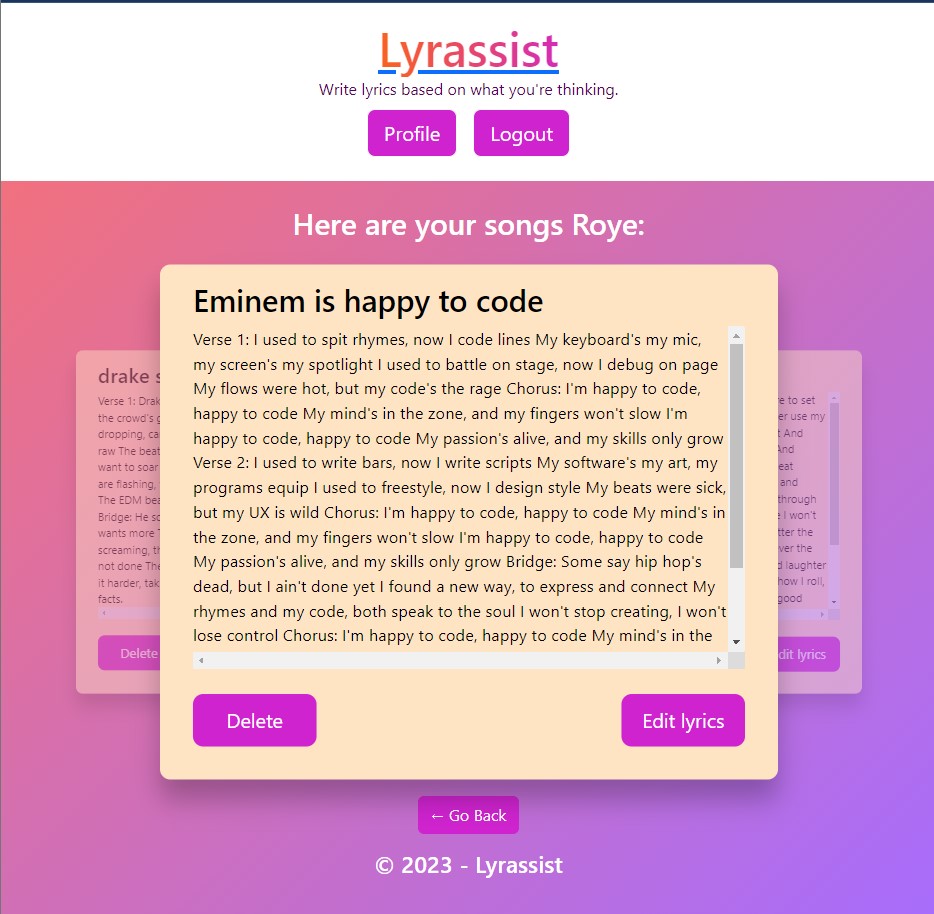 Lyrassist
Write lyrics based on what you're thinking.
Profile
Logout
Here are your songs Roye:
Eminem is happy to code
Verse 1: I used to spit rhymes, now I code lines My keyboard's my mic,
my screen's my spotlight I used to battle on stage, now I debug on page
My flows were hot, but my code's the rage Chorus: I'm happy to code,
happy to code My mind's in the zone, and my fingers won't slow I'm
happy to code, happy to code My passion's alive, and my skills only grow
Verse 2: I used to write bars, now I write scripts My software's my art, my
programs equip I used to freestyle, now I design style My beats were sick,
but my UX is wild Chorus: I'm happy to code, happy to code My mind's in
the zone, and my fingers won't slow I'm happy to code, happy to code
My passion's alive, and my skills only grow Bridge: Some say hip hop's
dead, but I ain't done yet I found a new way, to express and connect My
rhymes and my code, both speak to the soul I won't stop creating, I won't
lose control Chorus: I'm happy to code, happy to code My mind's in the
Delete
Edit lyrics
drake s
Verse 1: Drak
the crowd's g
dropping, ca
raw The beat
want to soar
are flashing,
The EDM bea
Bridge: He sc
wants more T
screaming, th
not done The
it harder, tak
facts.
Delete
e to set
er use my
t And
And
eat
and
through
e I won't
tter the
ver the
d laughter
how I roll,
good
dit lyrics
← Go Back
© 2023 - Lyrassist